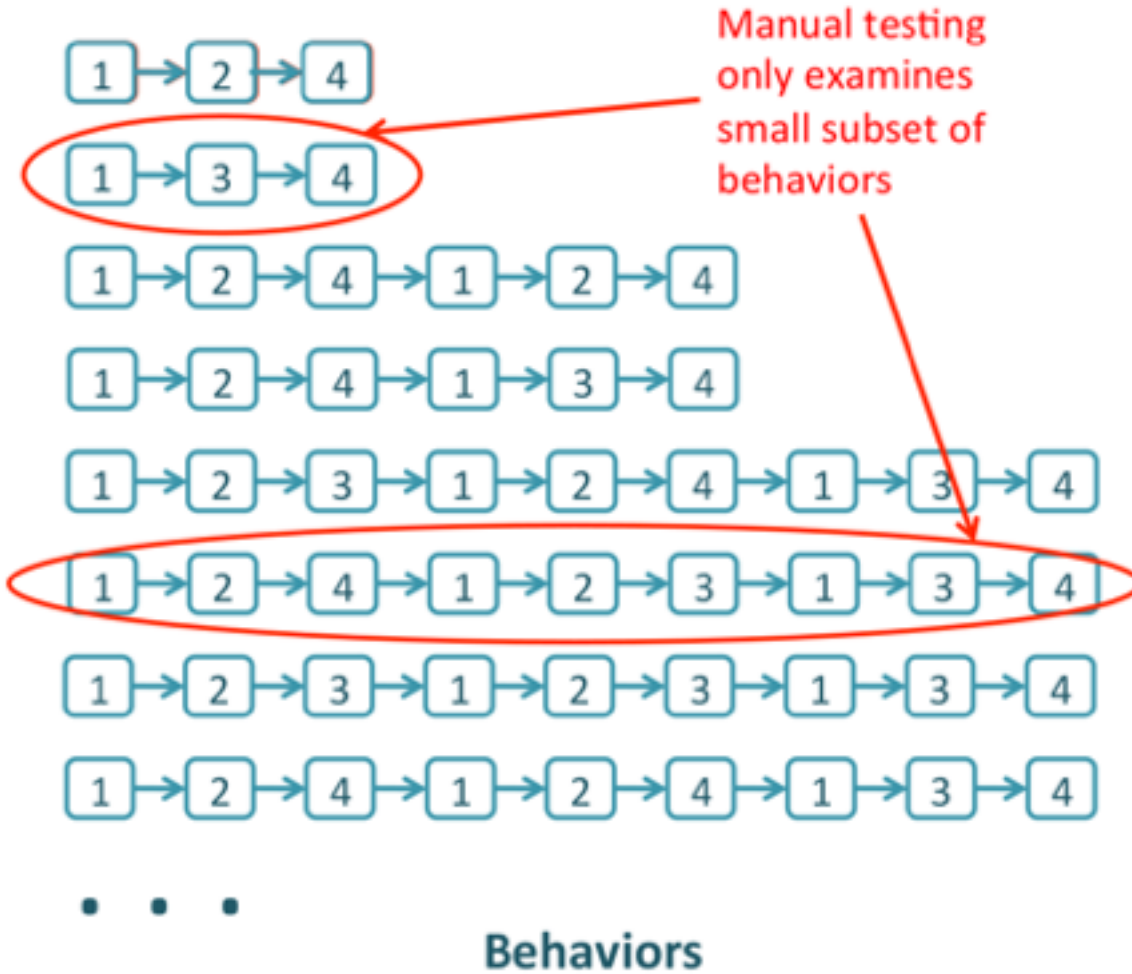 Manual testing
only examines
small subset of
behaviors
1 2 4
1 3 4
1 2 4 1 2 4
1 2 4 1 3 4
1 2 3 1 2 4 1 3 4
1 2 4 1 2 3 1 3 4
1 2 3 1 2 3 1 3 4
1 2 4 1 2 4 1 3 4
. . .
Behaviors